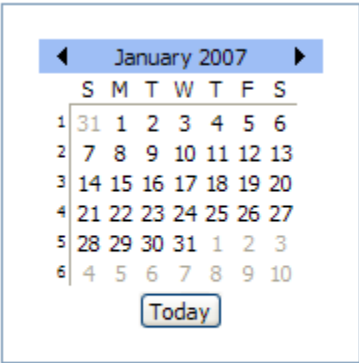 January 2007
S M T W T F S
1 31 1 2 3 4 5 6
2 7 8 9 10 11 12 13
3 14 15 16 17 18 19 20
4 21 22 23 24 25 26 27
5 28 29 30 31 1 2 3
6 4 5 6 7 8 9 10
Today